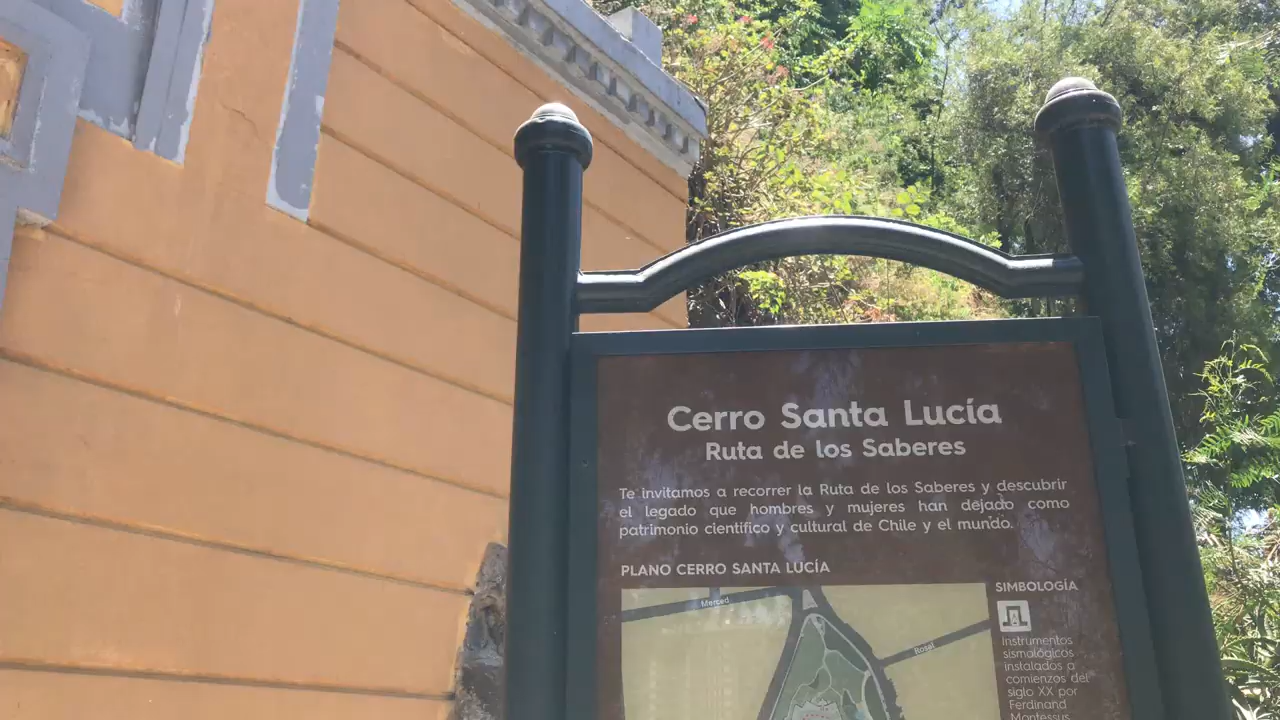 Cerro Santa Lucía
Ruta de los Saberes
Te invitamos a recorrer la Ruta de los Saberes y descubrir
el legado que hombres y mujeres han dejado como
patrimonio científico y cultural de Chile y el mundo.
PLANO CERRO SANTA LUCÍA
SIMBOLOGÍA
Merced
Rosal
Instrumentos
sismológicos
instalados a
comienzos del
siglo XX por
Ferdinand
Montessus